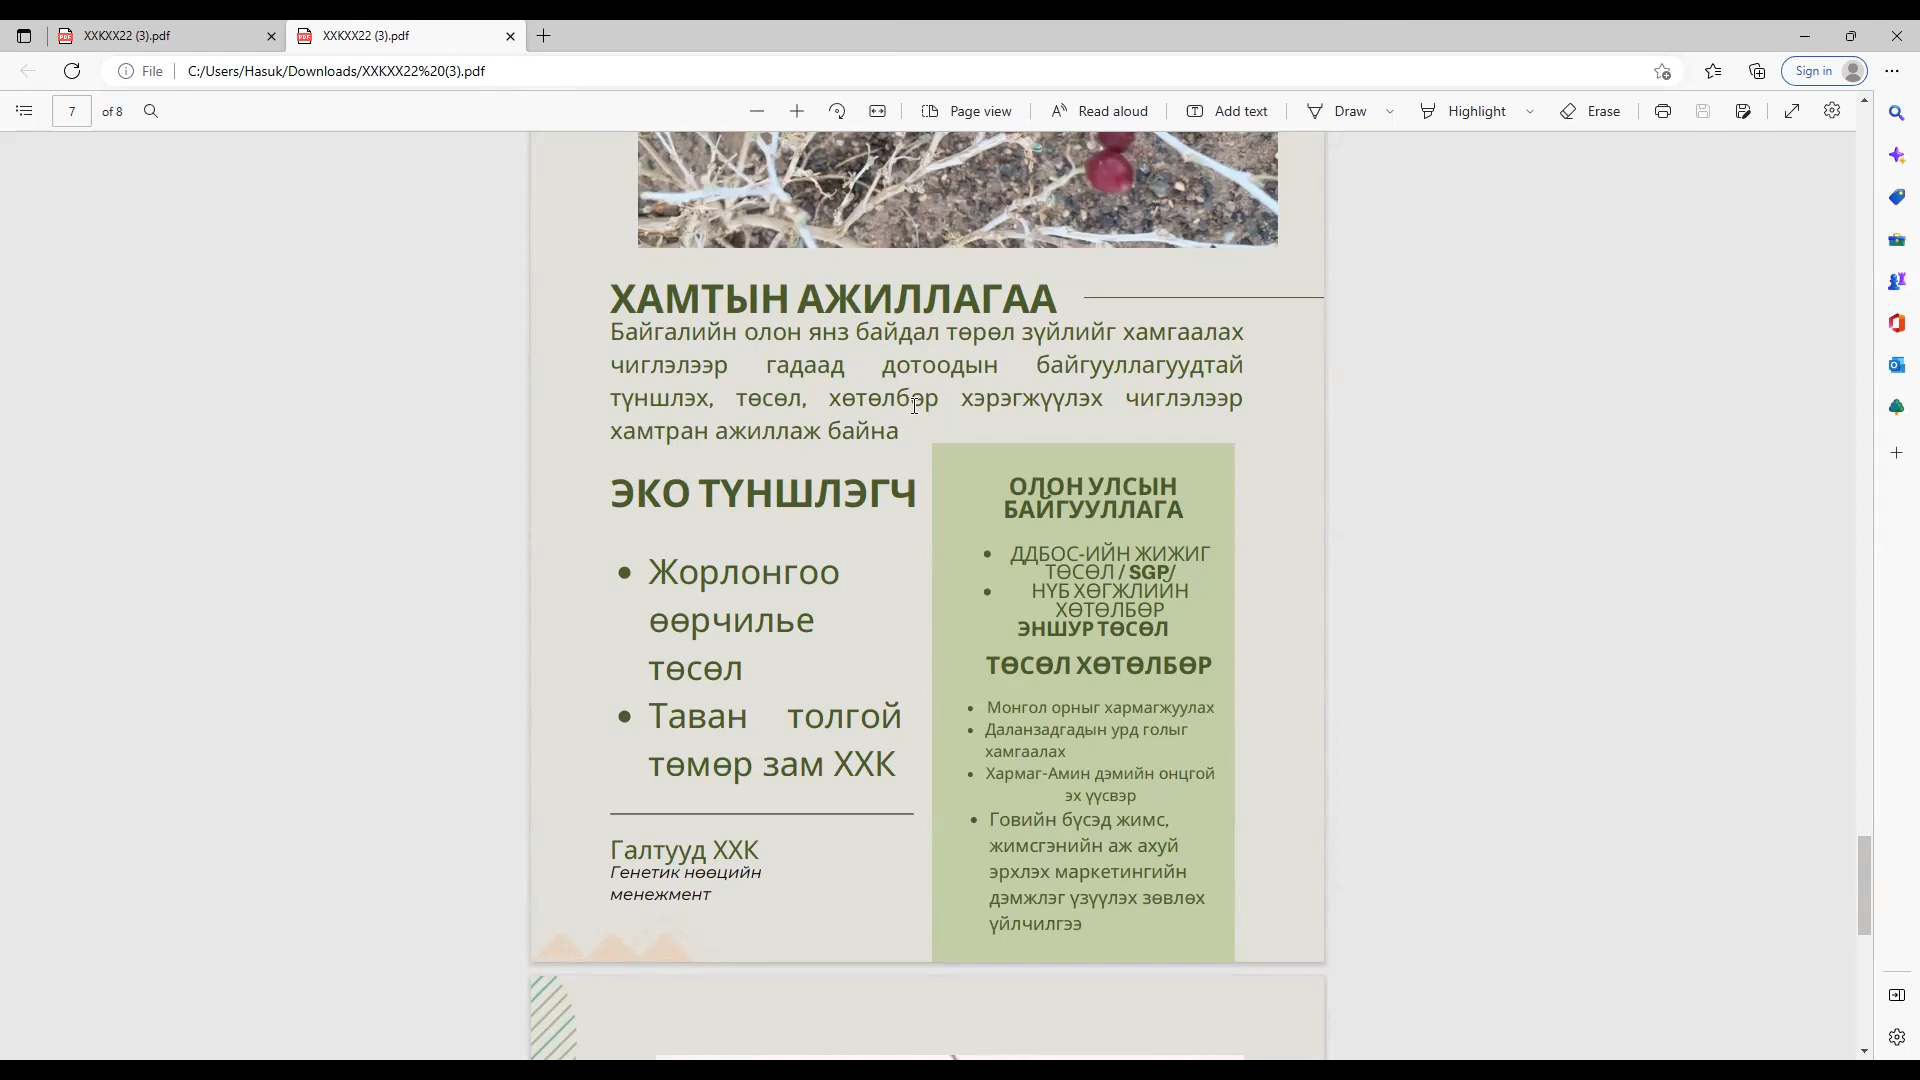 XXKXX22 (3).pdf
XXKXX22 (3).pdf
File
C:/Users/Hasuk/Downloads/XXKXX22%20(3).pdf
Sign in
7
of 8
Page view
Read aloud
Add text
Draw
Highlight
Erase
ХАМТЫН АЖИЛЛАГАА
Байгалийн олон янз байдал төрөл зүйлийг хамгаалах
чиглэлээр гадаад дотоодын байгууллагуудтай
түншлэх, төсөл, хөтөлбөр хэрэгжүүлэх чиглэлээр
хамтран ажиллаж байна
ЭКО ТҮНШЛЭГЧ
• Жорлонгоо
өөрчилье
төсөл
• Таван толгой
төмөр зам ХХК
Галтууд ХХК
Генетик нөөцийн
менежмент
ОЛОН УЛСЫН
БАЙГУУЛЛАГА
• ДДБОС-ИЙН ЖИЖИГ
ТӨСӨЛ / SGP/
• НҮБ ХӨГЖЛИЙН
ХӨТӨЛБӨР
ЭНШУР ТӨСӨЛ
ТӨСӨЛ ХӨТӨЛБӨР
• Монгол орныг хармагжуулах
• Даланзадгадын урд голыг
хамгаалах
• Хармаг-Амин дэмийн онцгой
эх үүсвэр
• Говийн бүсэд жимс,
жимсгэнийн аж ахуй
эрхлэх маркетингийн
дэмжлэг үзүүлэх зөвлөх
үйлчилгээ